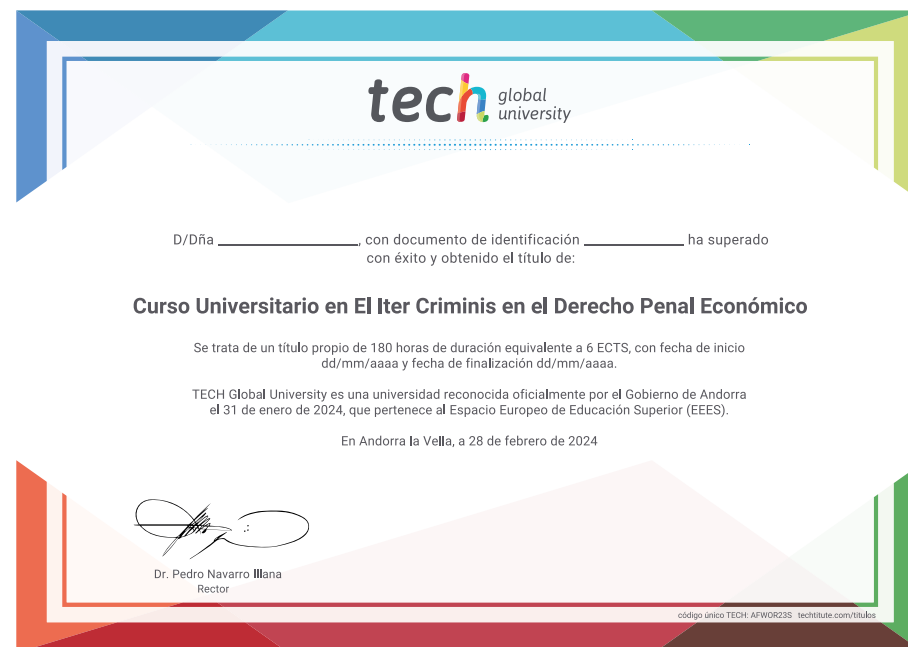 tech global university
D/Dña ______________, con documento de identificación __________ ha superado
con éxito y obtenido el título de:
Curso Universitario en El Iter Criminis en el Derecho Penal Económico
Se trata de un título propio de 180 horas de duración equivalente a 6 ECTS, con fecha de inicio
dd/mm/aaaa y fecha de finalización dd/mm/aaaa.
TECH Global University es una universidad reconocida oficialmente por el Gobierno de Andorra
el 31 de enero de 2024, que pertenece al Espacio Europeo de Educación Superior (EEES).
En Andorra la Vella, a 28 de febrero de 2024
Dr. Pedro Navarro Illana
Rector
código único TECH: AFWOR23S techtitute.com/titulos